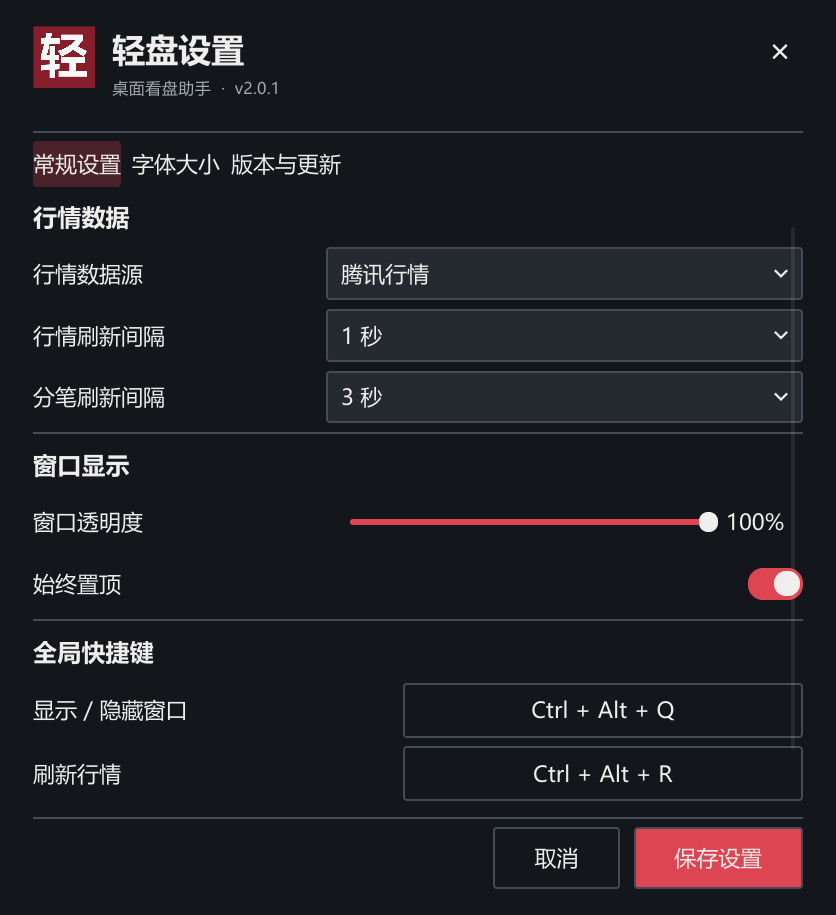 轻
轻盘设置
桌面看盘助手 · v2.0.1
×
常规设置 字体大小 版本与更新
行情数据
行情数据源 腾讯行情
行情刷新间隔 1 秒
分笔刷新间隔 3 秒
窗口显示
窗口透明度 100%
始终置顶
全局快捷键
显示 / 隐藏窗口 Ctrl + Alt + Q
刷新行情 Ctrl + Alt + R
取消 保存设置